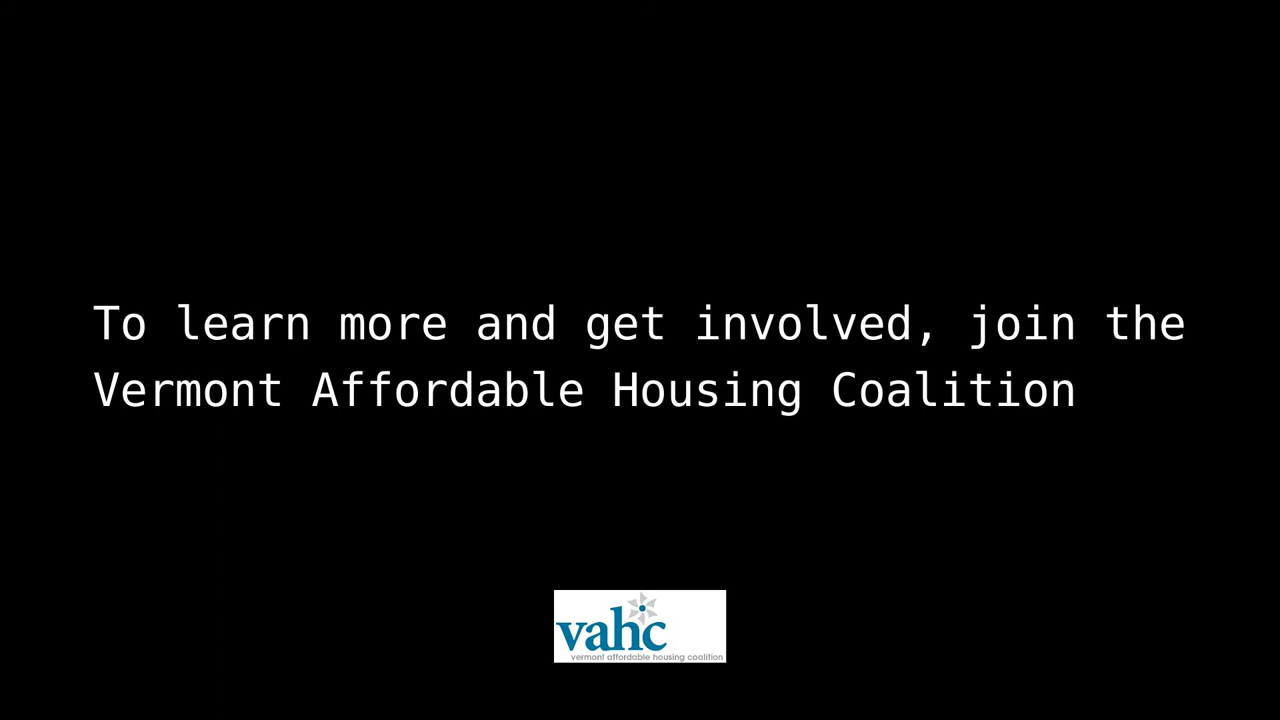 To learn more and get involved, join the
Vermont Affordable Housing Coalition
vahc
vermont affordable housing coalition